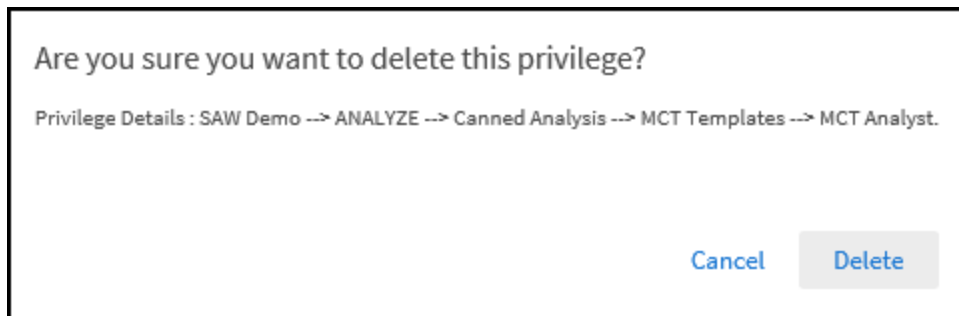 Are you sure you want to delete this privilege?
Privilege Details : SAW Demo --> ANALYZE --> Canned Analysis --> MCT Templates --> MCT Analyst.
Cancel Delete